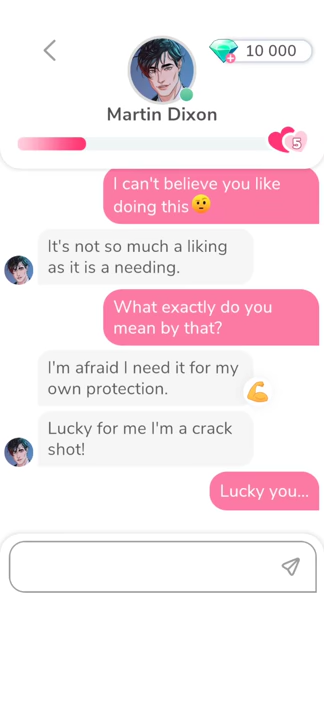 10 000
Martin Dixon
5
I can't believe you like
doing this🤨
It's not so much a liking
as it is a needing.
What exactly do you
mean by that?
I'm afraid I need it for my
own protection.
💪
Lucky for me I'm a crack
shot!
Lucky you...